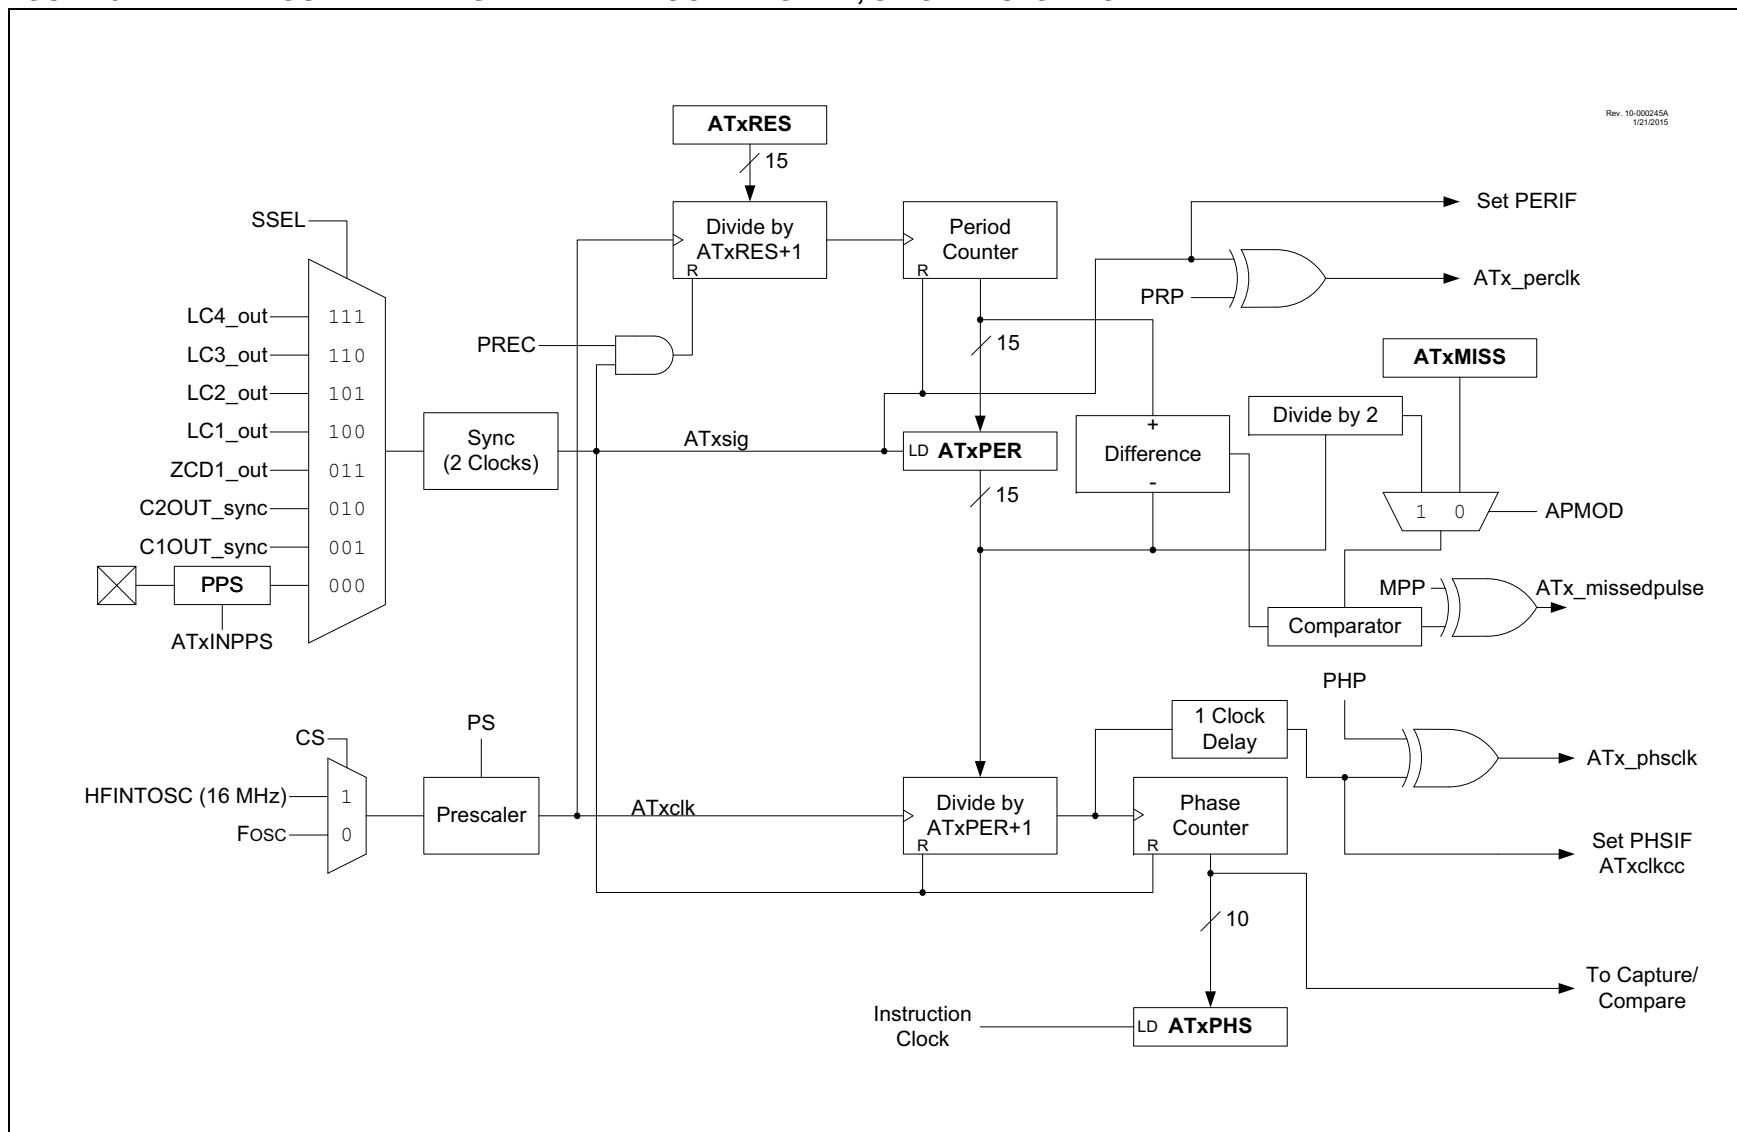 Rev. 10-000245A
1/21/2015
ATxRES
15
SSEL
Divide by
ATxRES+1
R
Period
Counter
R
Set PERIF
PRP
ATx_perclk
LC4_out
111
LC3_out
110
LC2_out
101
LC1_out
100
ZCD1_out
011
C2OUT_sync
010
C1OUT_sync
001
PPS
000
ATxINPPS
PREC
Sync
(2 Clocks)
ATxsig
15
LD ATxPER
15
+
Difference
-
ATxMISS
Divide by 2
1 0
APMOD
MPP
ATx_missedpulse
Comparator
PHP
CS
PS
HFINTOSC (16 MHz)
1
FOSC
0
Prescaler
ATxclk
Divide by
ATxPER+1
R
1 Clock
Delay
Phase
Counter
R
ATx_phsclk
Set PHSIF
ATxclkcc
10
To Capture/
Compare
Instruction
Clock
LD ATxPHS